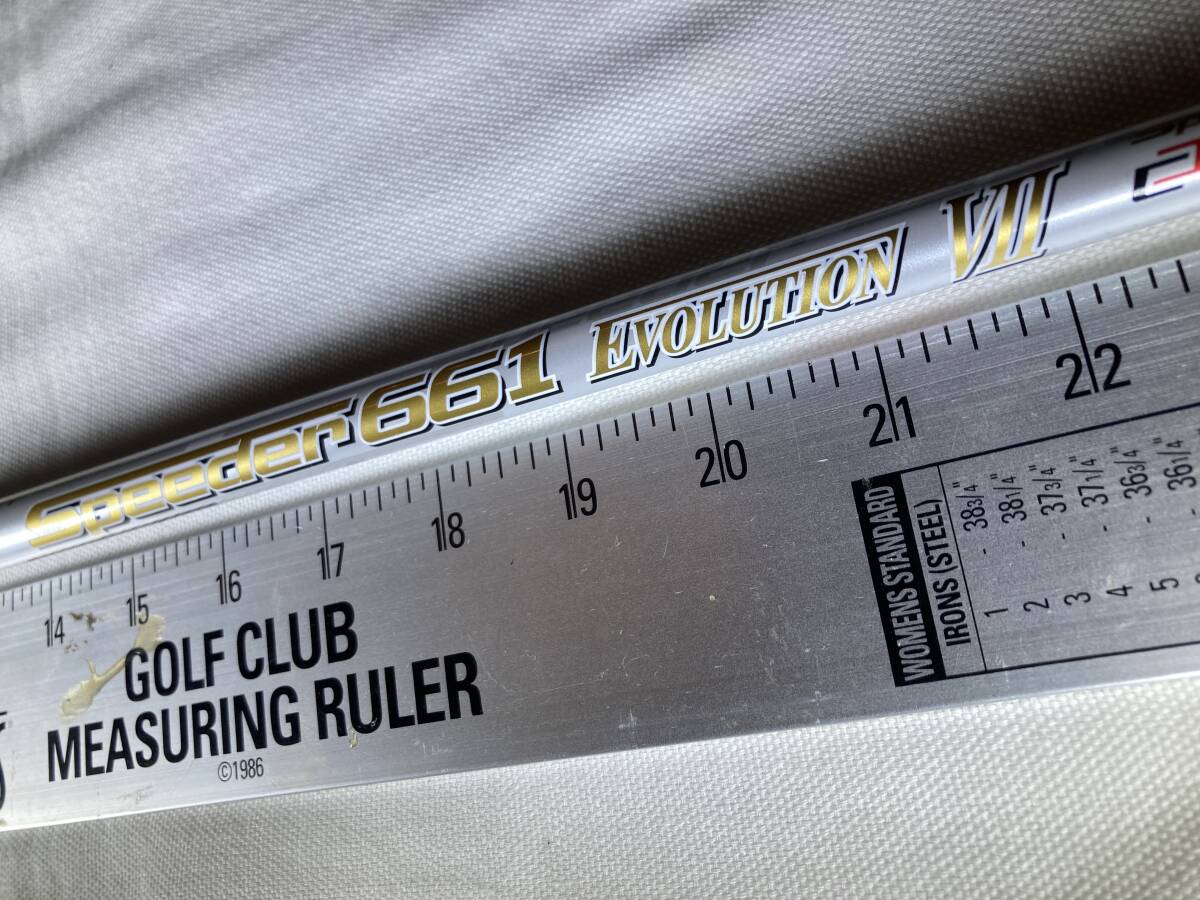 Speeder 661 EVOLUTION VII
14 15 16 17 18 19 20 21 22
GOLF CLUB
MEASURING RULER
©1986
WOMENS STANDARD
IRONS (STEEL)
1 - 38 3/4"
2 - 38 1/4"
3 - 37 3/4"
4 - 37 1/4"
5 - 36 3/4"
36 1/4"